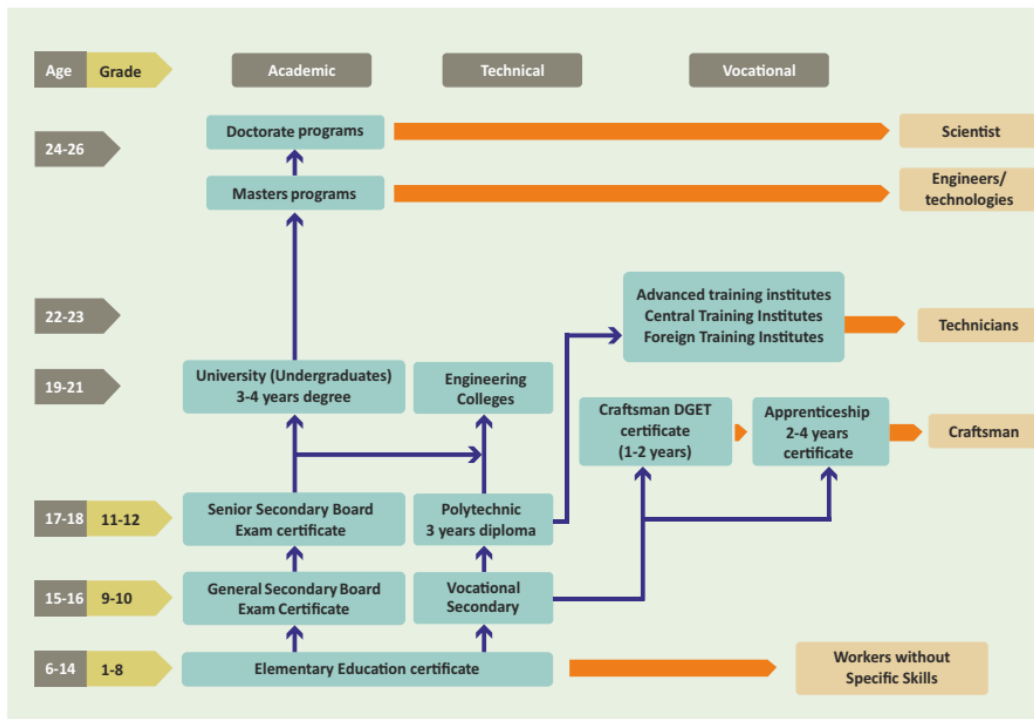 Age
Grade
Academic
Technical
Vocational
24-26
Doctorate programs
Scientist
Masters programs
Engineers/
technologies
22-23
Advanced training institutes
Central Training Institutes
Foreign Training Institutes
Technicians
19-21
University (Undergraduates)
3-4 years degree
Engineering
Colleges
Craftsman DGET
certificate
(1-2 years)
Apprenticeship
2-4 years
certificate
Craftsman
17-18
11-12
Senior Secondary Board
Exam certificate
Polytechnic
3 years diploma
15-16
9-10
General Secondary Board
Exam Certificate
Vocational
Secondary
6-14
1-8
Elementary Education certificate
Workers without
Specific Skills